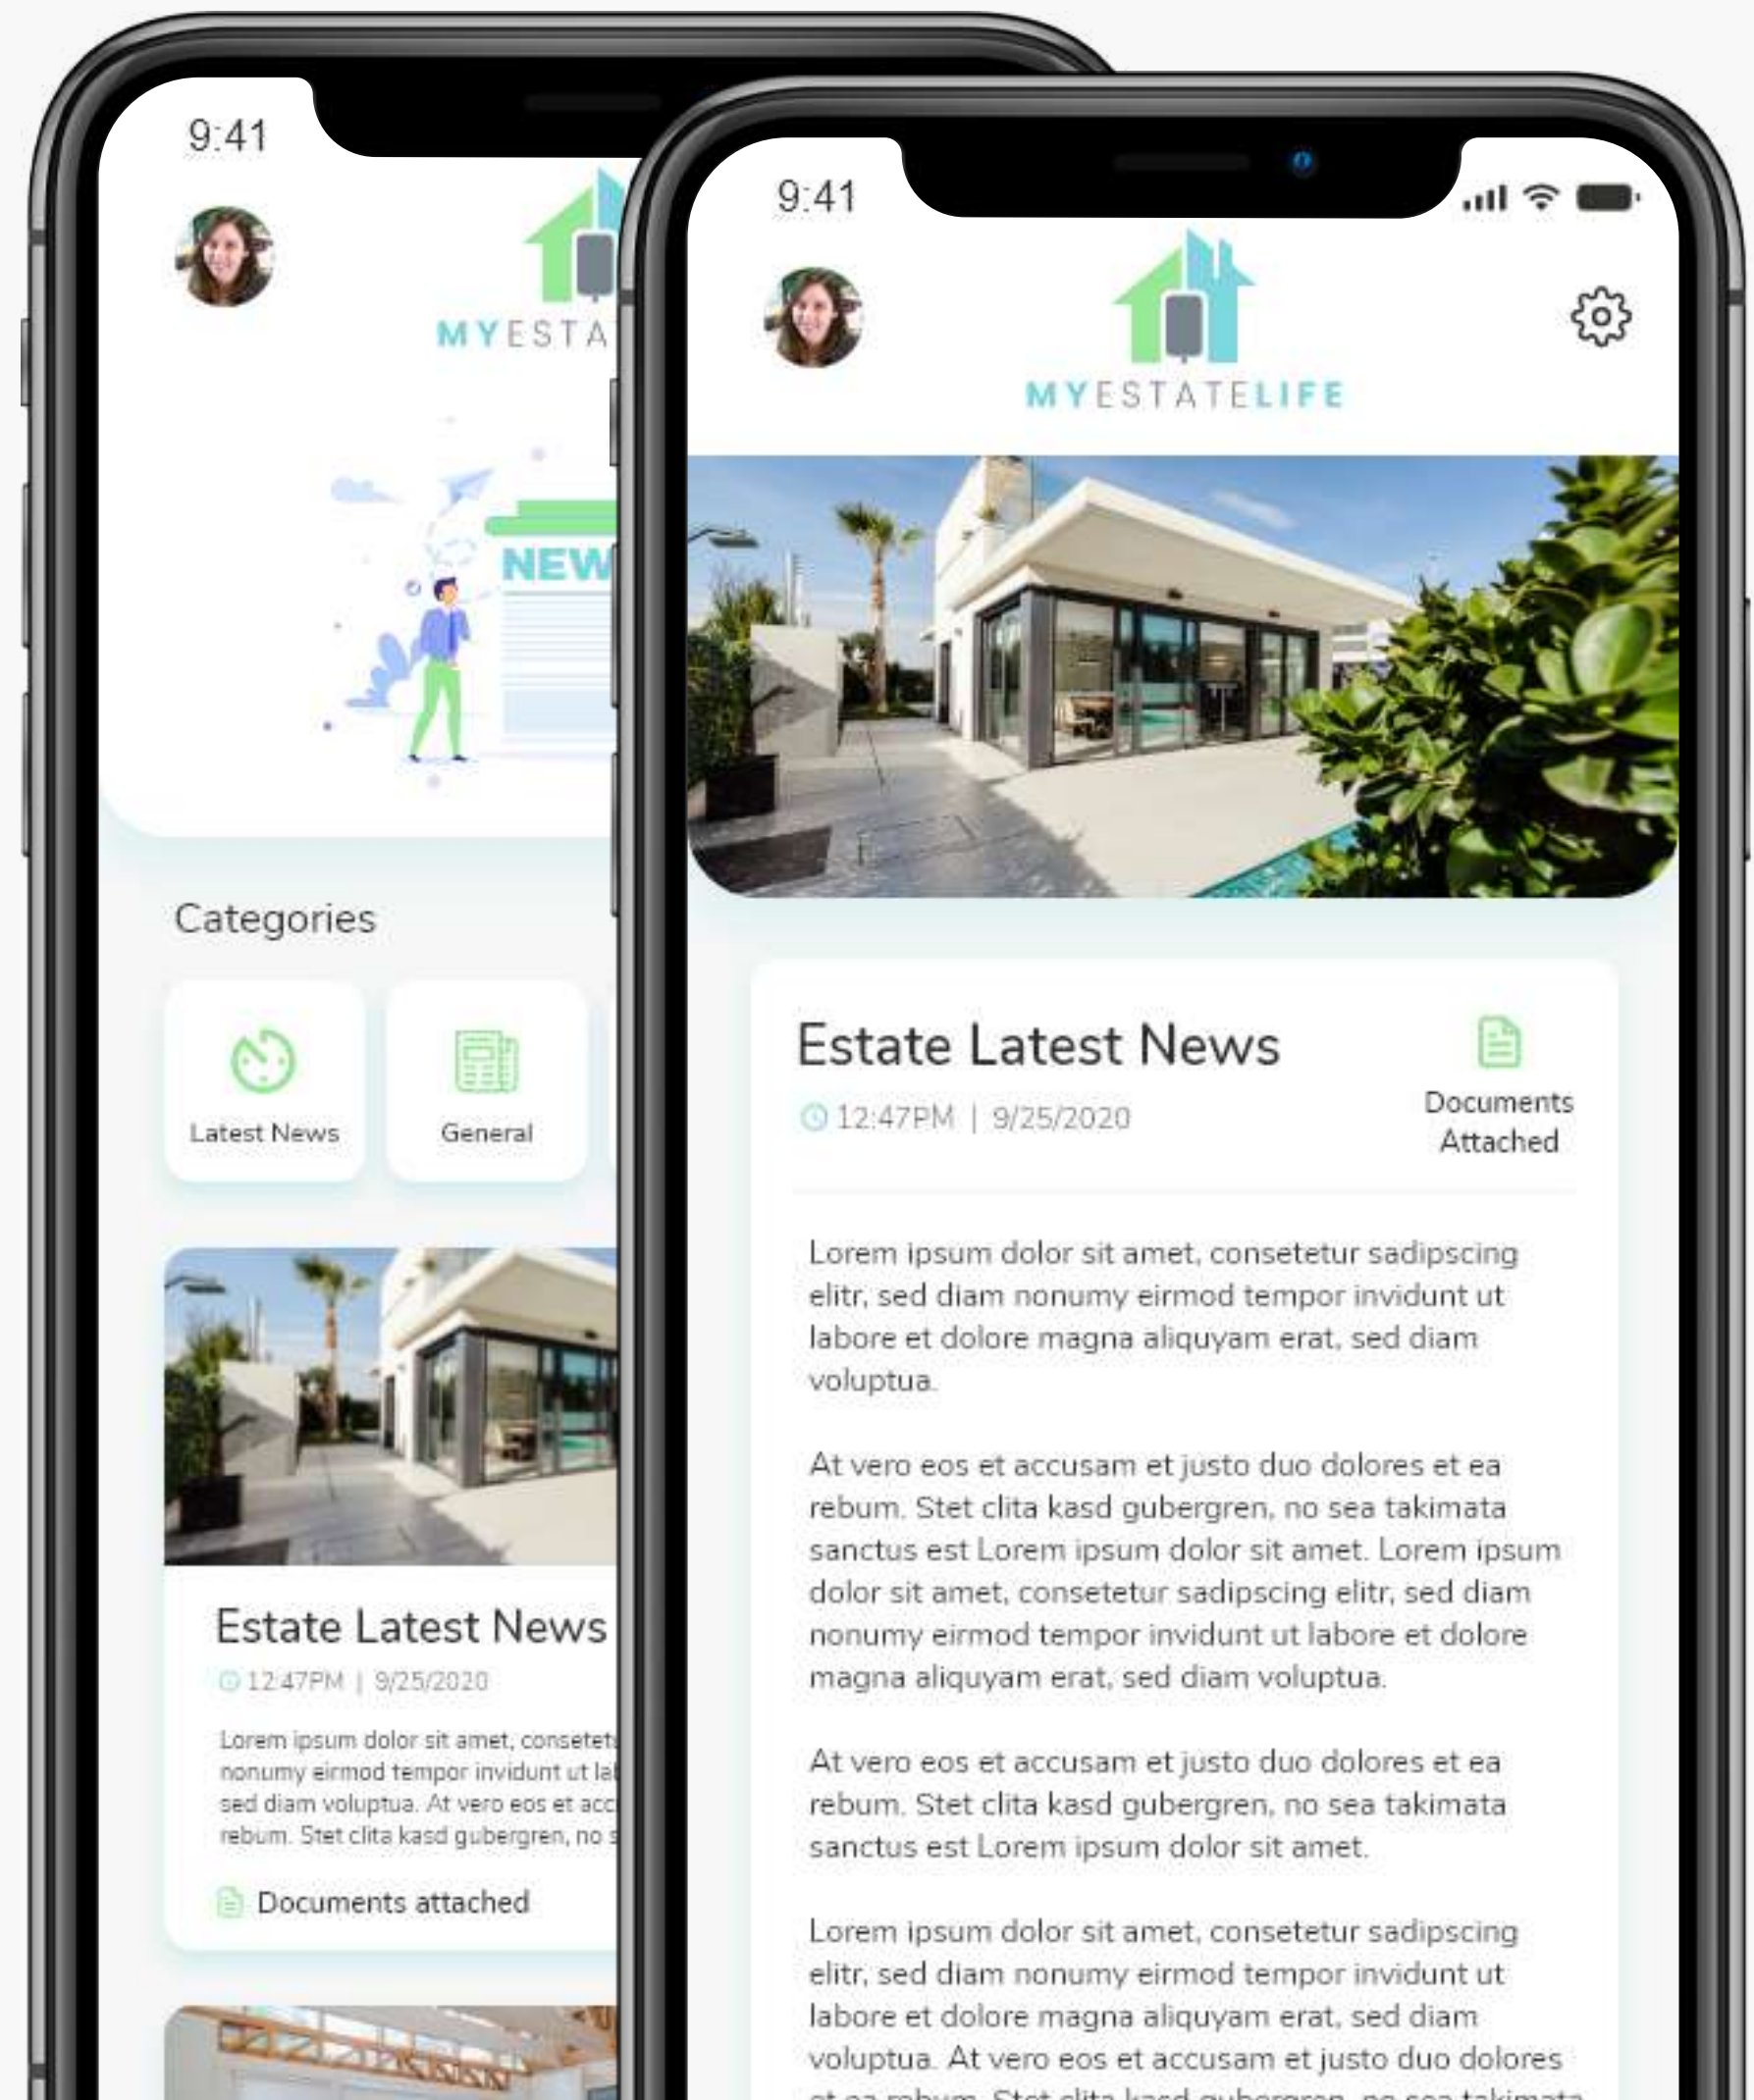 9:41
MYESTA
NEW
Categories
Latest News
General
Estate Latest News
12:47PM | 9/25/2020
Lorem ipsum dolor sit amet, consetet
nonumy eirmod tempor invidunt ut la
sed diam voluptua. At vero eos et acc
rebum. Stet clita kasd gubergren, no s
Documents attached
9:41
MYESTATELIFE
Estate Latest News
12:47PM | 9/25/2020
Documents
Attached
Lorem ipsum dolor sit amet, consetetur sadipscing
elitr, sed diam nonumy eirmod tempor invidunt ut
labore et dolore magna aliquyam erat, sed diam
voluptua.
At vero eos et accusam et justo duo dolores et ea
rebum. Stet clita kasd gubergren, no sea takimata
sanctus est Lorem ipsum dolor sit amet. Lorem ipsum
dolor sit amet, consetetur sadipscing elitr, sed diam
nonumy eirmod tempor invidunt ut labore et dolore
magna aliquyam erat, sed diam voluptua.
At vero eos et accusam et justo duo dolores et ea
rebum. Stet clita kasd gubergren, no sea takimata
sanctus est Lorem ipsum dolor sit amet.
Lorem ipsum dolor sit amet, consetetur sadipscing
elitr, sed diam nonumy eirmod tempor invidunt ut
labore et dolore magna aliquyam erat, sed diam
voluptua. At vero eos et accusam et justo duo dolores
et ea rebum. Stet clita kasd gubergren, no sea takimata